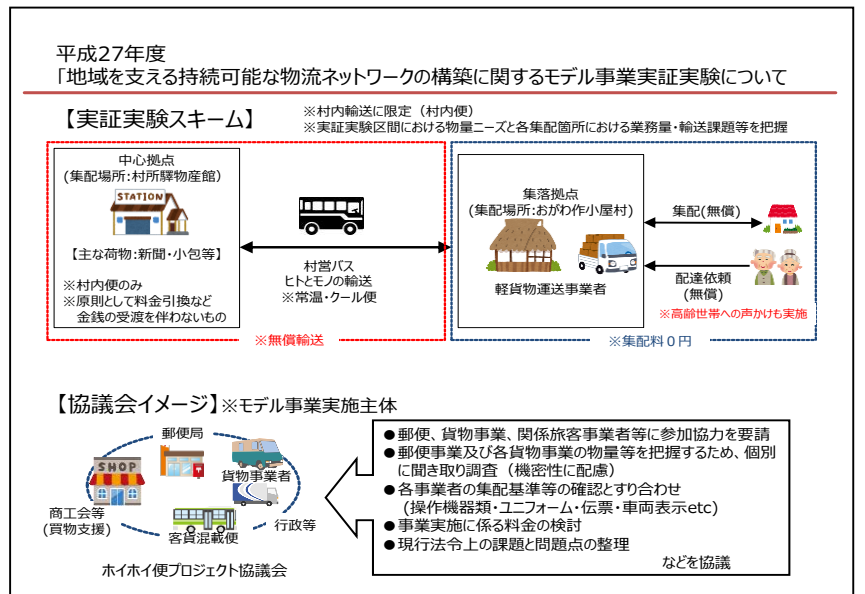 平成27年度
「地域を支える持続可能な物流ネットワークの構築に関するモデル事業実証実験について
【実証実験スキーム】
※村内輸送に限定（村内便）
※実証実験区間における物量ニーズと各集配箇所における業務量・輸送課題等を把握
中心拠点
(集配場所:村所驛物産館)
STATION
【主な荷物:新聞・小包等】
※村内便のみ
※原則として料金引換など
金銭の受渡を伴わないもの
村営バス
ヒトとモノの輸送
※常温・クール便
※無償輸送
集落拠点
(集配場所:おがわ作小屋村)
軽貨物運送事業者
集配(無償)
配達依頼
(無償)
※高齢世帯への声かけも実施
※集配料０円
【協議会イメージ】※モデル事業実施主体
郵便局
SHOP
貨物事業者
商工会等
(買物支援)
客貨混載便
行政等
ホイホイ便プロジェクト協議会
●郵便、貨物事業、関係旅客事業者等に参加協力を要請
●郵便事業及び各貨物事業の物量等を把握するため、個別
に聞き取り調査（機密性に配慮）
●各事業者の集配基準等の確認とすり合わせ
(操作機器類・ユニフォーム・伝票・車両表示etc)
●事業実施に係る料金の検討
●現行法令上の課題と問題点の整理
などを協議